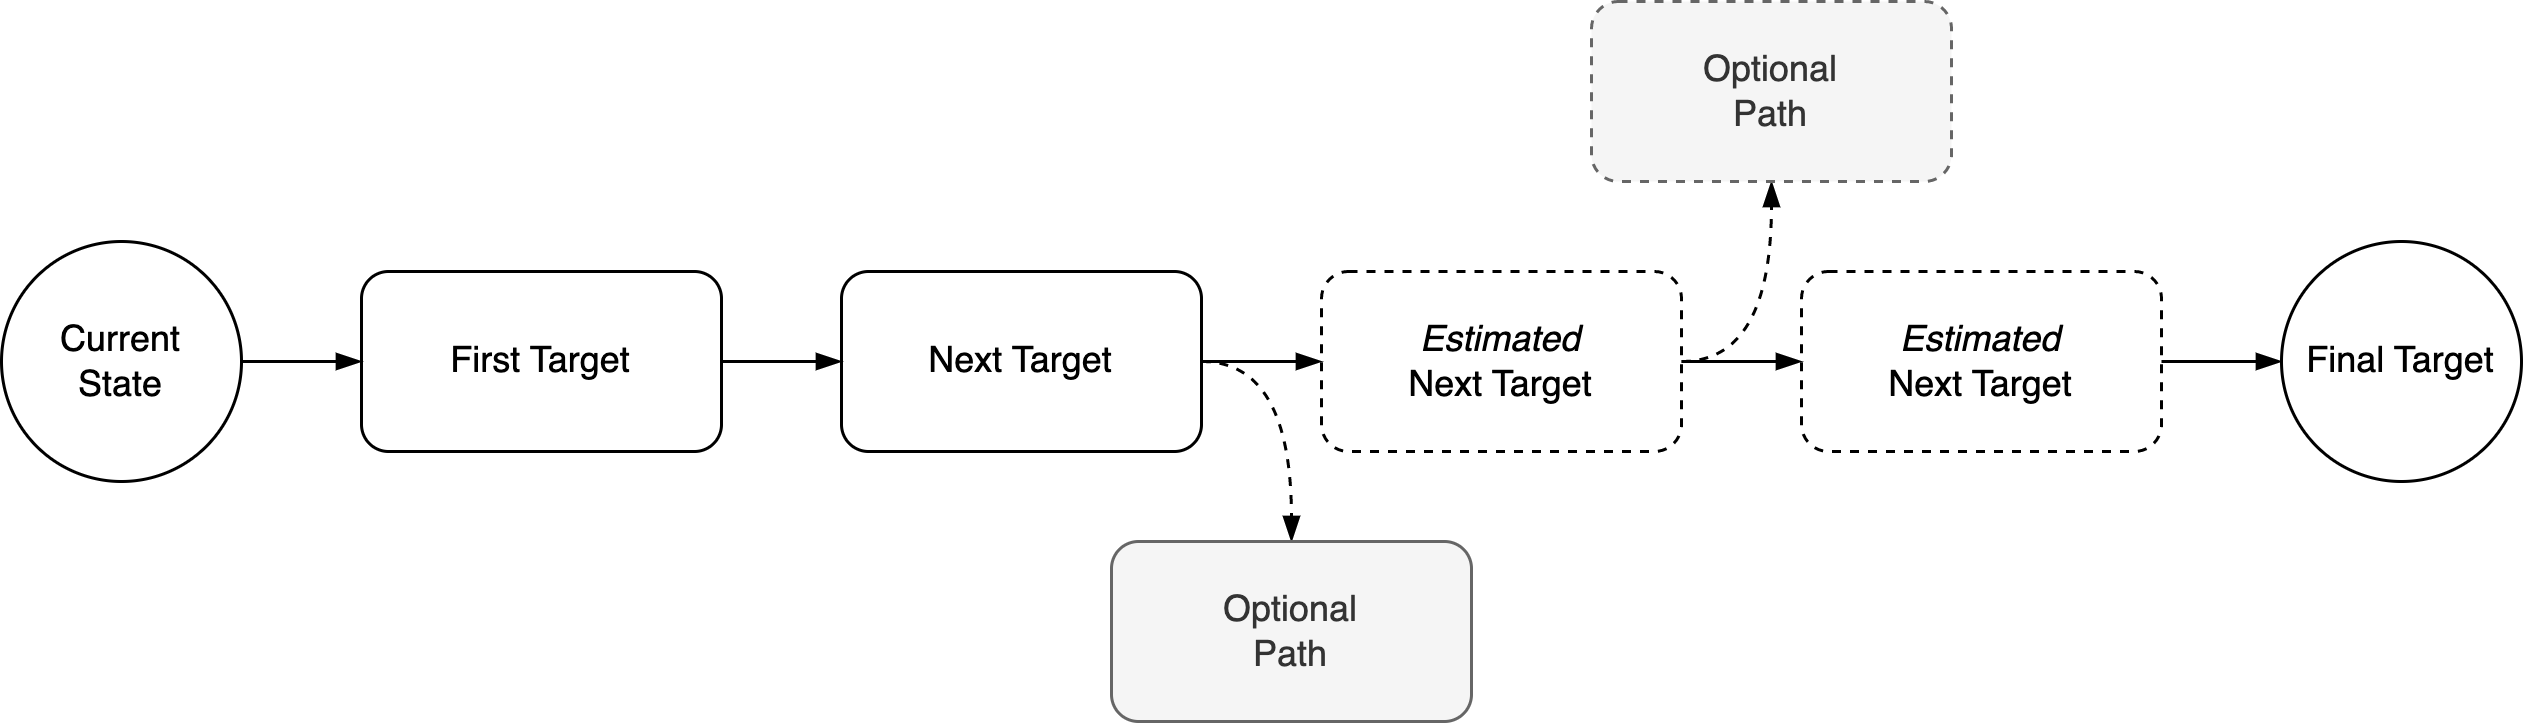 Optional
Path
Current
State
First Target
Next Target
Estimated
Next Target
Estimated
Next Target
Final Target
Optional
Path